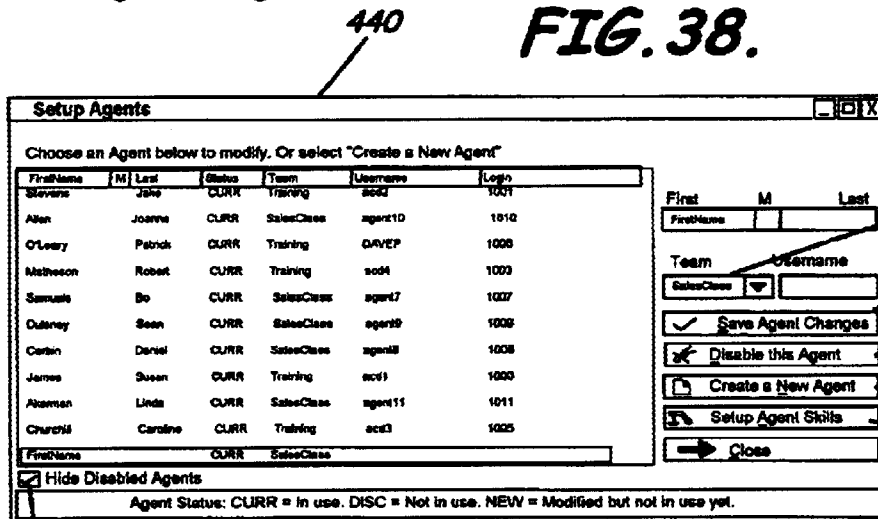 440
FIG. 38.
Setup Agents
Choose an Agent below to modify. Or select "Create a New Agent"
FirstName M Last Status Team Username Login
Stevens Jake CURR Training acd2 1001
Allen Joanne CURR SalesClass agent10 1010
O'Leary Patrick CURR Training DAVEP 1006
Matheson Robert CURR Training acd4 1003
Samuels Bo CURR SalesClass agent7 1007
Dulaney Sean CURR SalesClass agent9 1009
Corbin Daniel CURR SalesClass agent8 1008
James Susan CURR Training acd1 1000
Akerman Linda CURR SalesClass agent11 1011
Churchill Caroline CURR Training acd3 1005
FirstName CURR SalesClass
First M Last
FirstName
Team Username
SalesClass
Save Agent Changes
Disable this Agent
Create a New Agent
Setup Agent Skills
Close
Hide Disabled Agents
Agent Status: CURR = In use. DISC = Not in use. NEW = Modified but not in use yet.